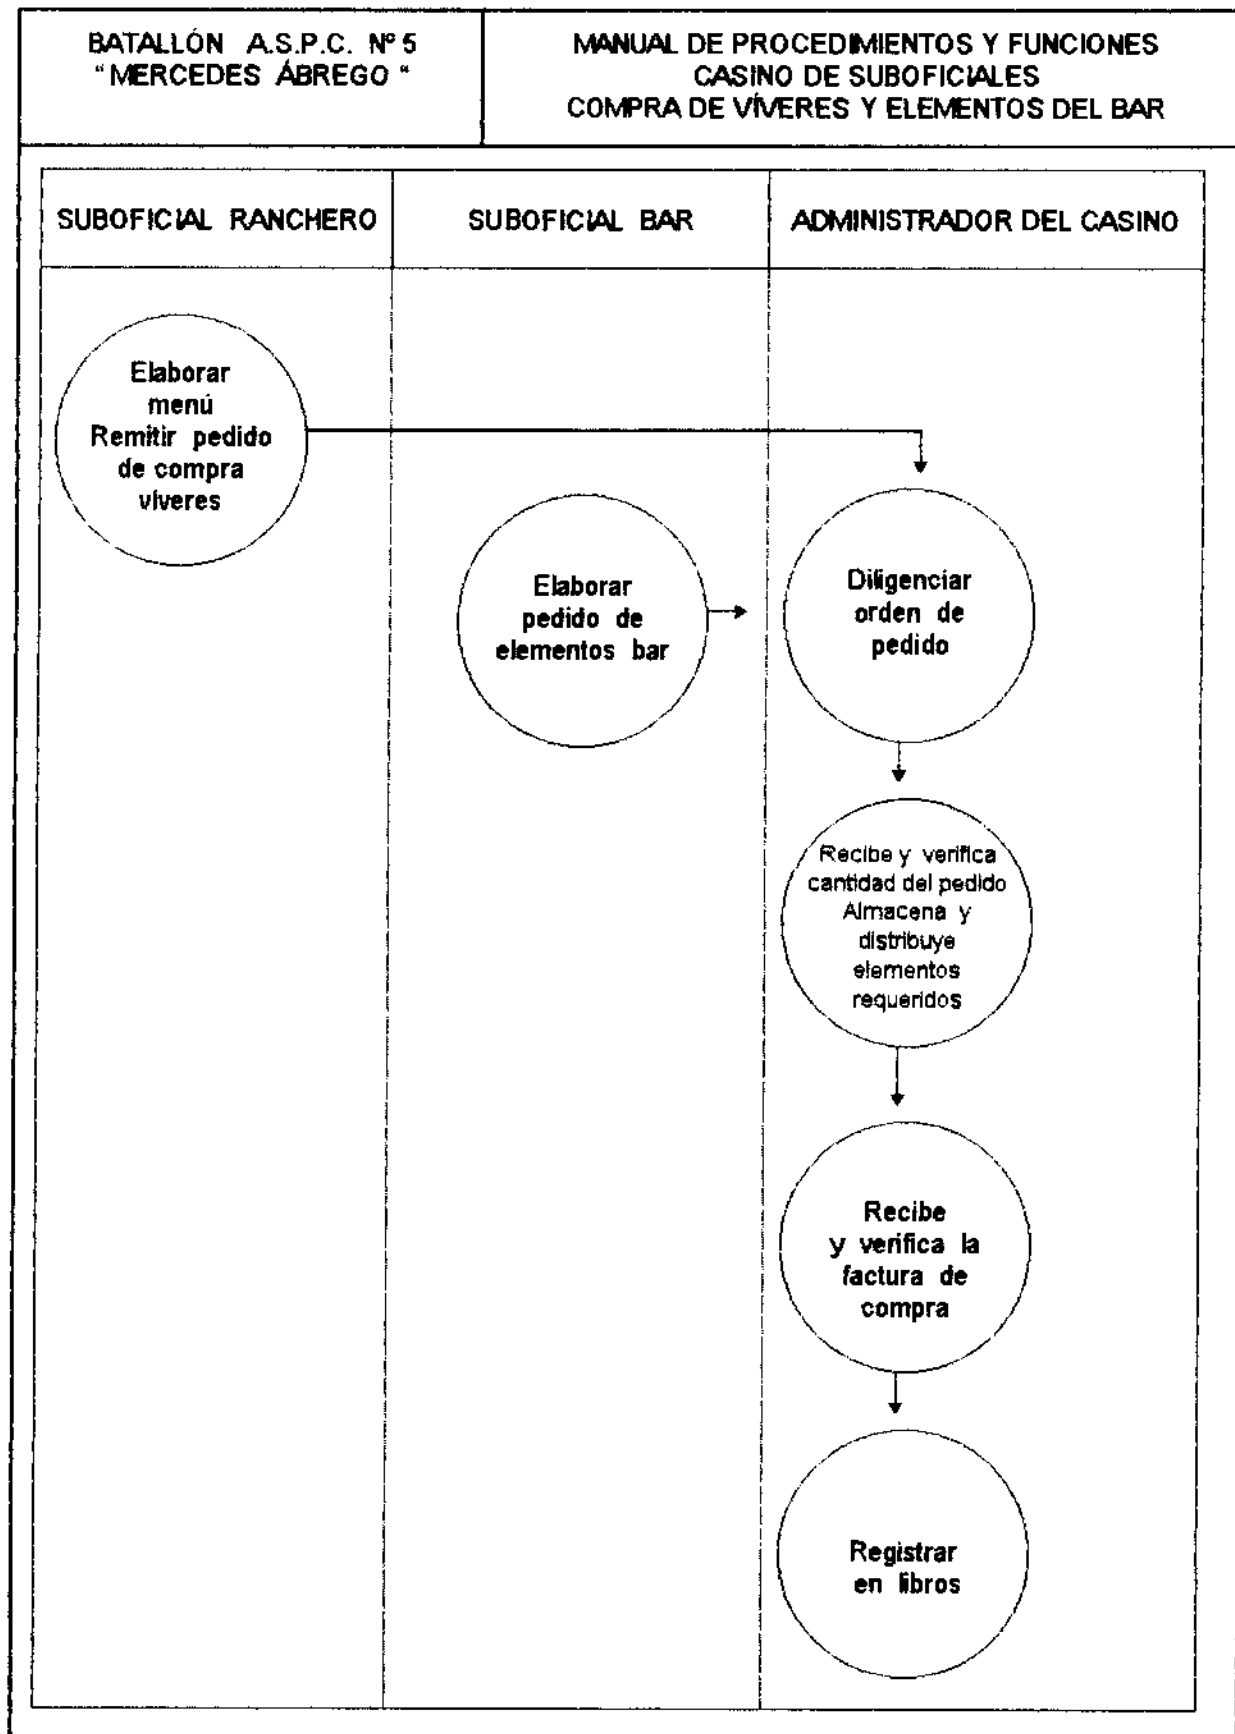 BATALLÓN A.S.P.C. Nº 5
“ MERCEDES ÁBREGO “
MANUAL DE PROCEDIMIENTOS Y FUNCIONES
CASINO DE SUBOFICIALES
COMPRA DE VÍVERES Y ELEMENTOS DEL BAR
SUBOFICIAL RANCHERO
SUBOFICIAL BAR
ADMINISTRADOR DEL CASINO
Elaborar
menú
Remitir pedido
de compra
víveres
Elaborar
pedido de
elementos bar
Diligenciar
orden de
pedido
Recibe y verifica
cantidad del pedido
Almacena y
distribuye
elementos
requeridos
Recibe
y verifica la
factura de
compra
Registrar
en libros